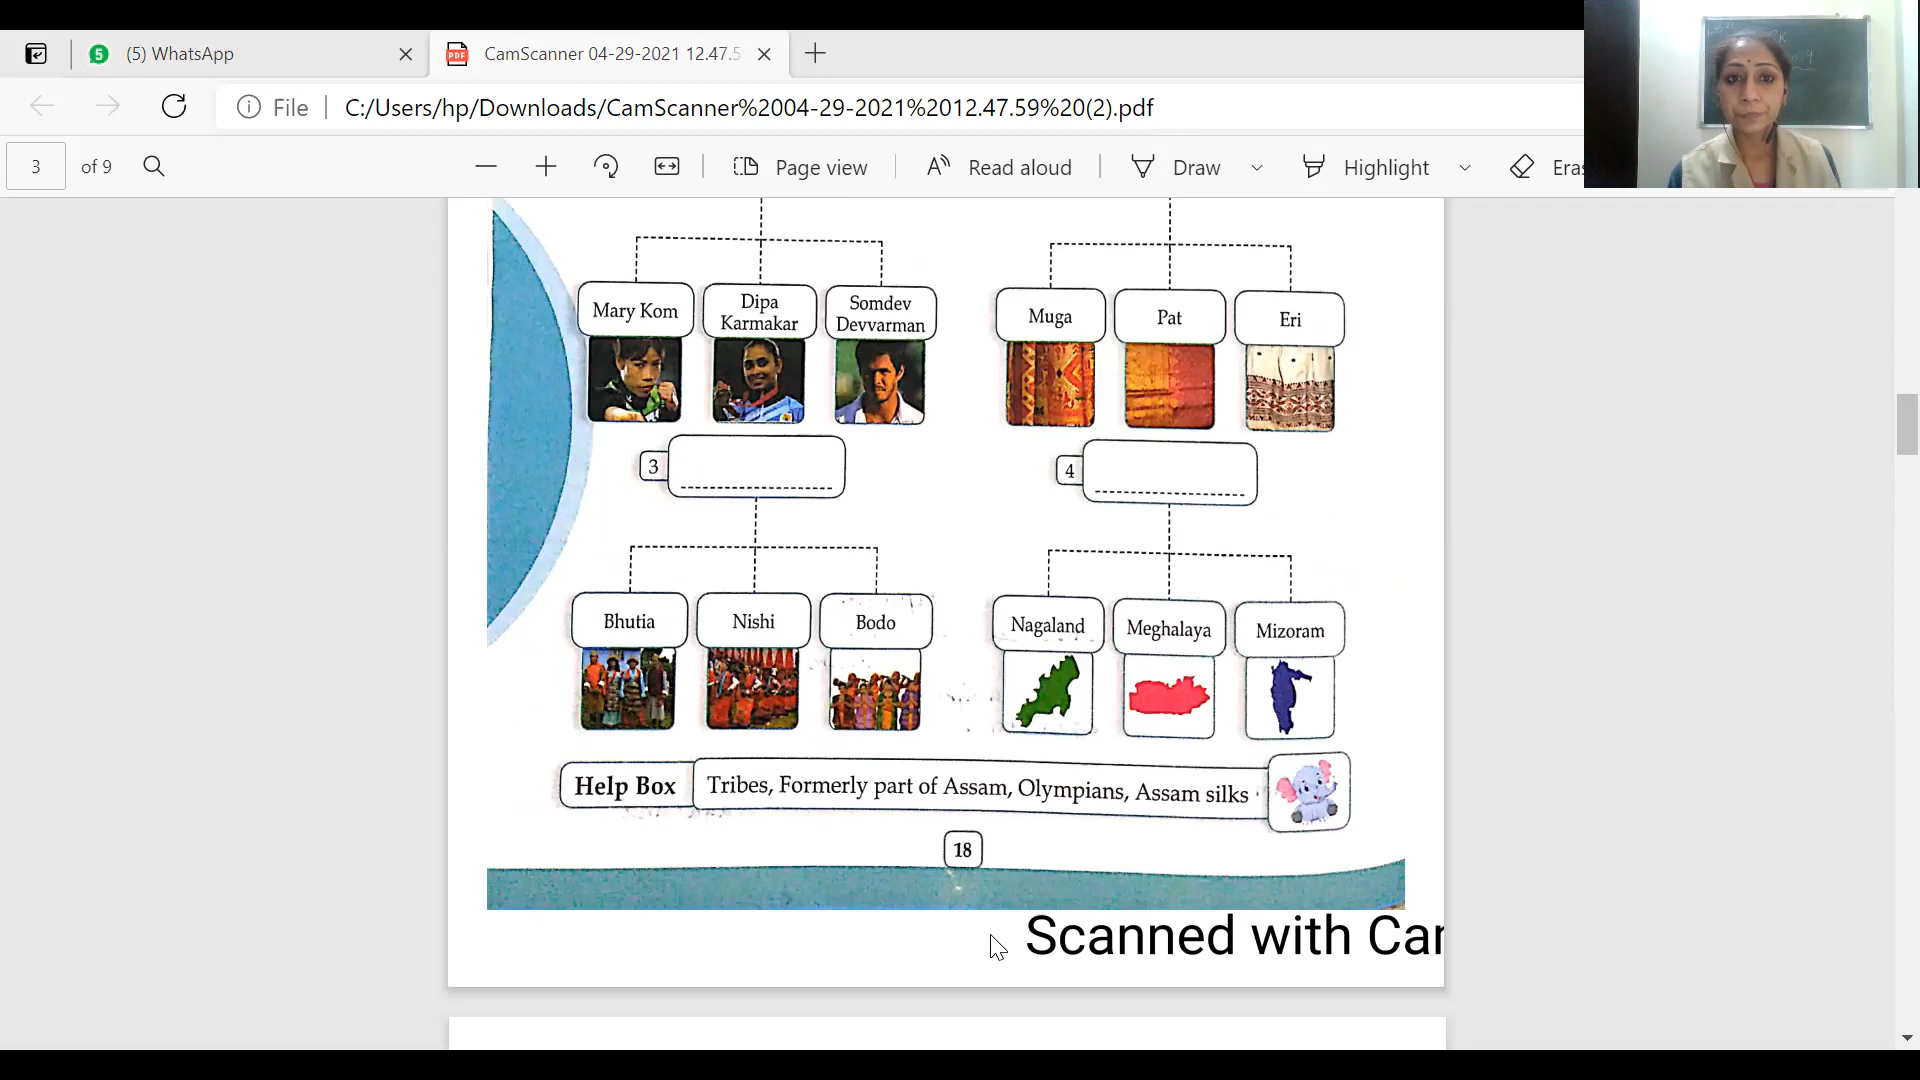 (5) WhatsApp
CamScanner 04-29-2021 12.47.5
File
C:/Users/hp/Downloads/CamScanner%2004-29-2021%2012.47.59%20(2).pdf
3 of 9
Page view
Read aloud
Draw
Highlight
Eras
Mary Kom
Dipa
Karmakar
Somdev
Devvarman
Muga
Pat
Eri
3
4
Bhutia
Nishi
Bodo
Nagaland
Meghalaya
Mizoram
Help Box
Tribes, Formerly part of Assam, Olympians, Assam silks
18
Scanned with Car